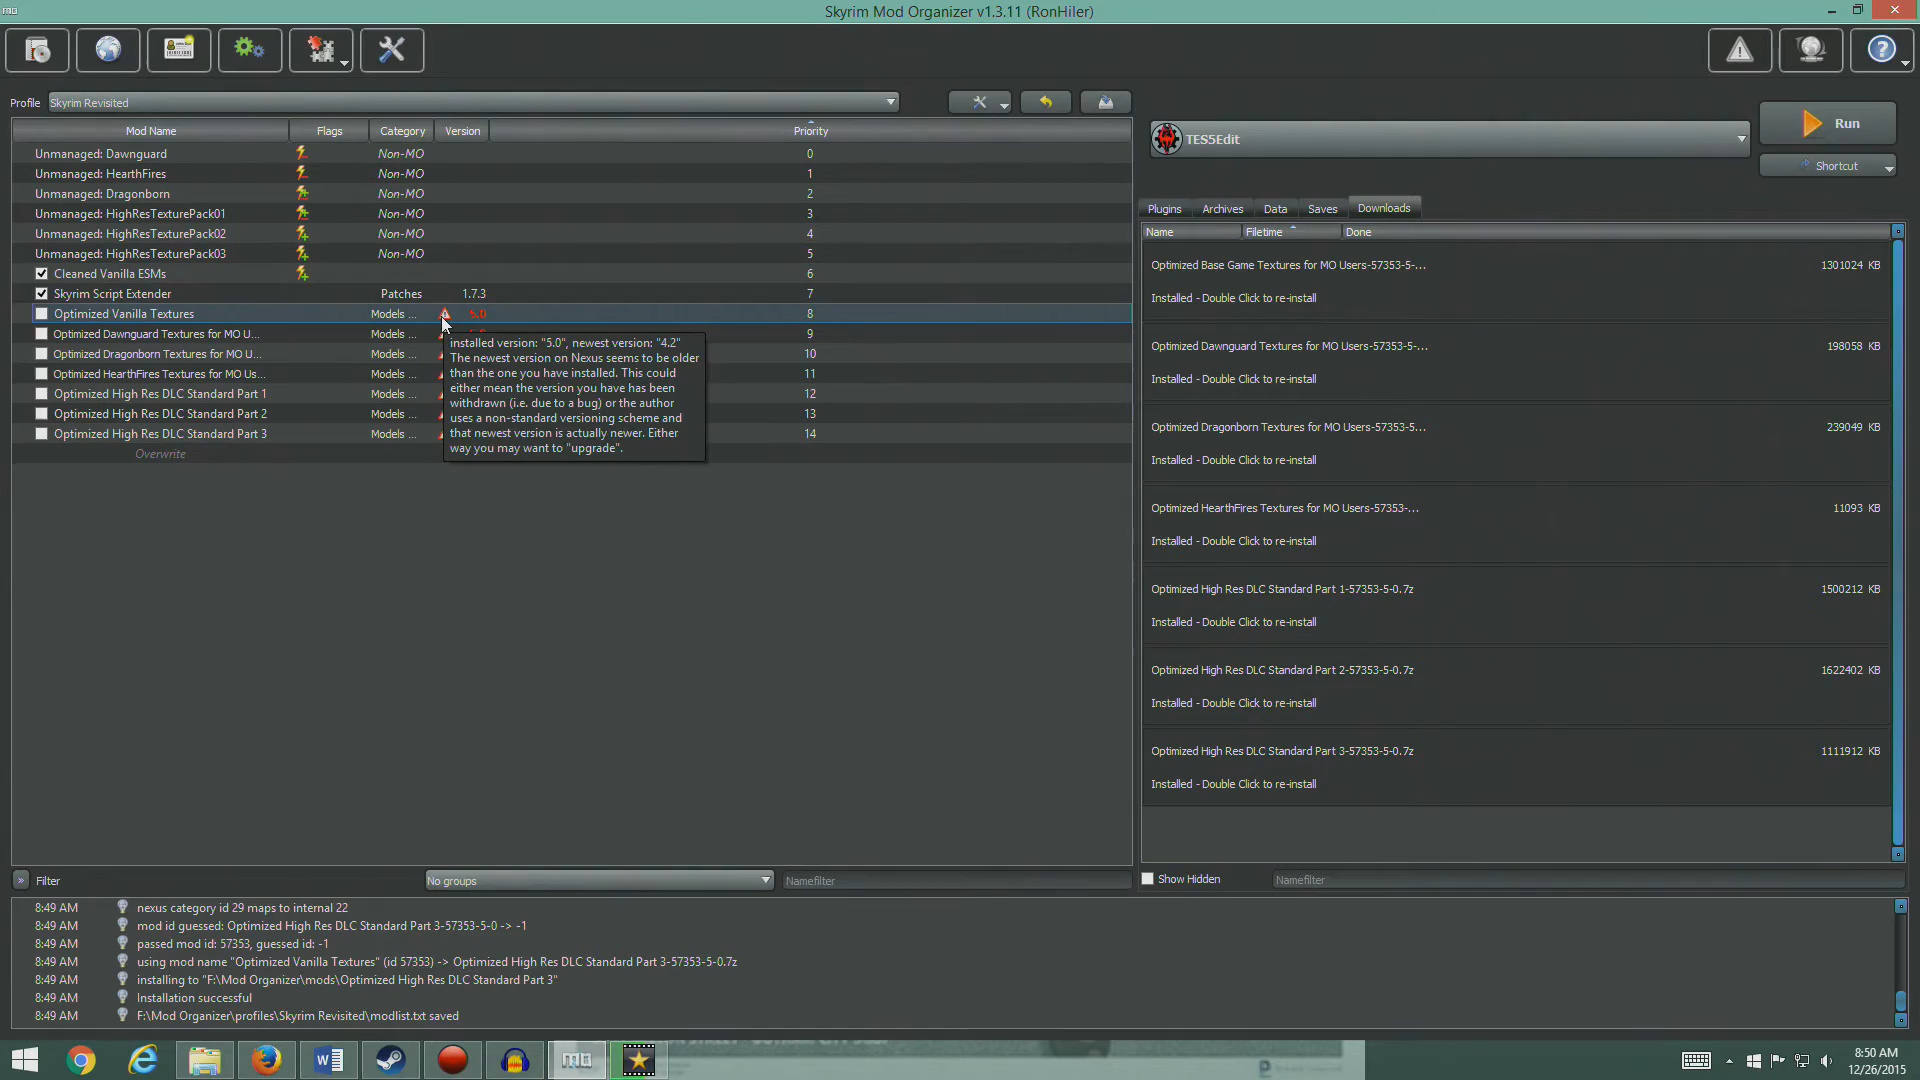 mo
Skyrim Mod Organizer v1.3.11 (RonHiler)
Profile Skyrim Revisited
Mod Name Flags Category Version Priority
Unmanaged: Dawnguard Non-MO 0
Unmanaged: HearthFires Non-MO 1
Unmanaged: Dragonborn Non-MO 2
Unmanaged: HighResTexturePack01 Non-MO 3
Unmanaged: HighResTexturePack02 Non-MO 4
Unmanaged: HighResTexturePack03 Non-MO 5
Cleaned Vanilla ESMs 6
Skyrim Script Extender Patches 1.7.3 7
Optimized Vanilla Textures Models ... 5.0 8
Optimized Dawnguard Textures for MO U... Models ... 9
Optimized Dragonborn Textures for MO U... Models ... 10
Optimized HearthFires Textures for MO Us... Models ... 11
Optimized High Res DLC Standard Part 1 Models ... 12
Optimized High Res DLC Standard Part 2 Models ... 13
Optimized High Res DLC Standard Part 3 Models ... 14
Overwrite
installed version: "5.0", newest version: "4.2"
The newest version on Nexus seems to be older
than the one you have installed. This could
either mean the version you have has been
withdrawn (i.e. due to a bug) or the author
uses a non-standard versioning scheme and
that newest version is actually newer. Either
way you may want to "upgrade".
Filter No groups Namefilter
TES5Edit
Run
Shortcut
Plugins Archives Data Saves Downloads
Name Filetime Done
Optimized Base Game Textures for MO Users-57353-5-... 1301024 KB
Installed - Double Click to re-install
Optimized Dawnguard Textures for MO Users-57353-5-... 198058 KB
Installed - Double Click to re-install
Optimized Dragonborn Textures for MO Users-57353-5... 239049 KB
Installed - Double Click to re-install
Optimized HearthFires Textures for MO Users-57353-... 11093 KB
Installed - Double Click to re-install
Optimized High Res DLC Standard Part 1-57353-5-0.7z 1500212 KB
Installed - Double Click to re-install
Optimized High Res DLC Standard Part 2-57353-5-0.7z 1622402 KB
Installed - Double Click to re-install
Optimized High Res DLC Standard Part 3-57353-5-0.7z 1111912 KB
Installed - Double Click to re-install
Show Hidden Namefilter
8:49 AM nexus category id 29 maps to internal 22
8:49 AM mod id guessed: Optimized High Res DLC Standard Part 3-57353-5-0 -> -1
8:49 AM passed mod id: 57353, guessed id: -1
8:49 AM using mod name "Optimized Vanilla Textures" (id 57353) -> Optimized High Res DLC Standard Part 3-57353-5-0.7z
8:49 AM installing to "F:\Mod Organizer\mods\Optimized High Res DLC Standard Part 3"
8:49 AM Installation successful
8:49 AM F:\Mod Organizer\profiles\Skyrim Revisited\modlist.txt saved
mo
8:50 AM
12/26/2015